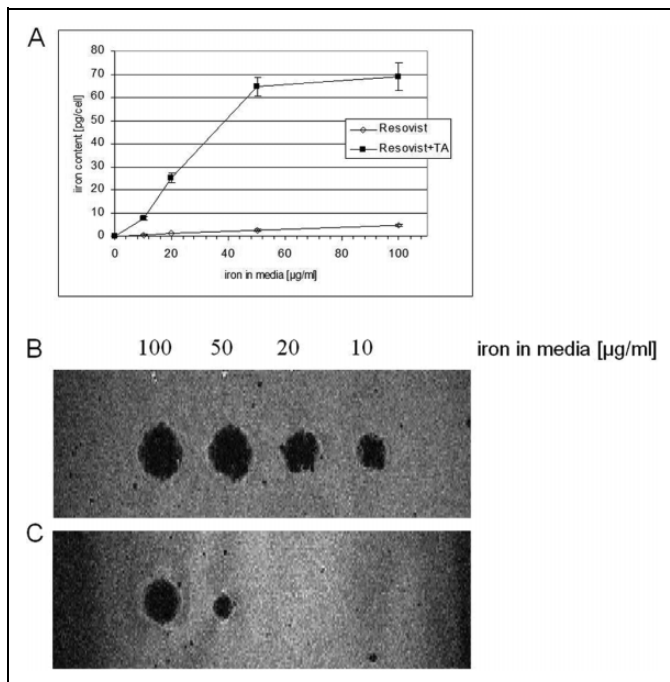 A
80
70
60
50
40
30
20
10
0
iiron content [pg/cell]
Resovist
Resovist+TA
0 20 40 60 80 100
iron in media [µg/ml]
B
100 50 20 10 iron in media [µg/ml]
C